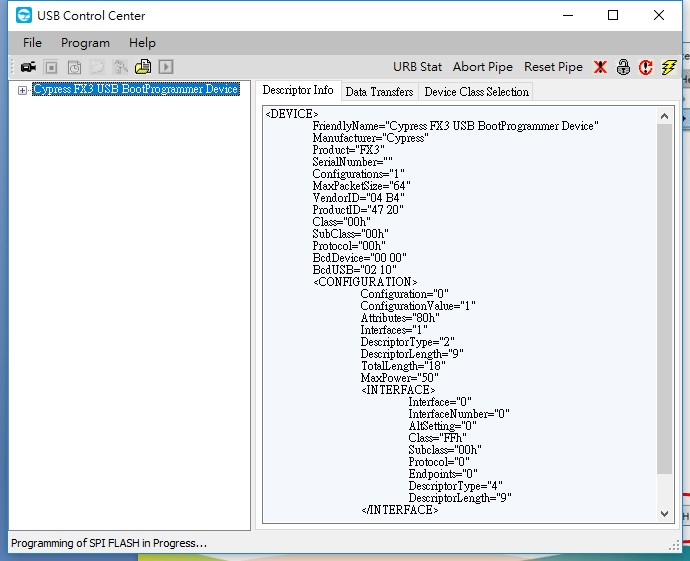 USB Control Center
File Program Help
URB Stat Abort Pipe Reset Pipe
Cypress FX3 USB BootProgrammer Device
Descriptor Info Data Transfers Device Class Selection
<DEVICE>
FriendlyName="Cypress FX3 USB BootProgrammer Device"
Manufacturer="Cypress"
Product="FX3"
SerialNumber=""
Configurations="1"
MaxPacketSize="64"
VendorID="04 B4"
ProductID="47 20"
Class="00h"
SubClass="00h"
Protocol="00h"
BcdDevice="00 00"
BcdUSB="02 10"
<CONFIGURATION>
Configuration="0"
ConfigurationValue="1"
Attributes="80h"
Interfaces="1"
DescriptorType="2"
DescriptorLength="9"
TotalLength="18"
MaxPower="50"
<INTERFACE>
Interface="0"
InterfaceNumber="0"
AltSetting="0"
Class="FFh"
Subclass="00h"
Protocol="0"
Endpoints="0"
DescriptorType="4"
DescriptorLength="9"
</INTERFACE>
Programming of SPI FLASH in Progress...